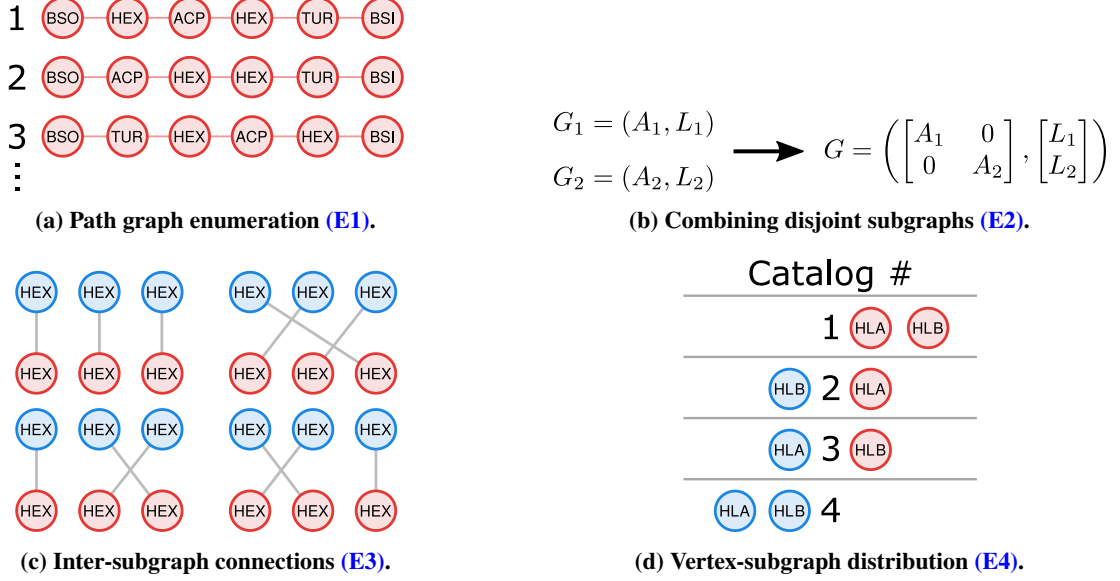 1 BSO HEX ACP HEX TUR BSI
2 BSO ACP HEX HEX TUR BSI
3 BSO TUR HEX ACP HEX BSI
⋮
(a) Path graph enumeration (E1).
G₁ = (A₁, L₁)
G₂ = (A₂, L₂)
G = ([A₁ 0; 0 A₂], [L₁; L₂])
(b) Combining disjoint subgraphs (E2).
HEX HEX HEX HEX HEX HEX
HEX HEX HEX HEX HEX HEX
HEX HEX HEX HEX HEX HEX
HEX HEX HEX HEX HEX HEX
(c) Inter-subgraph connections (E3).
Catalog #
1 HLA HLB
HLB 2 HLA
HLA 3 HLB
HLA HLB 4
(d) Vertex-subgraph distribution (E4).